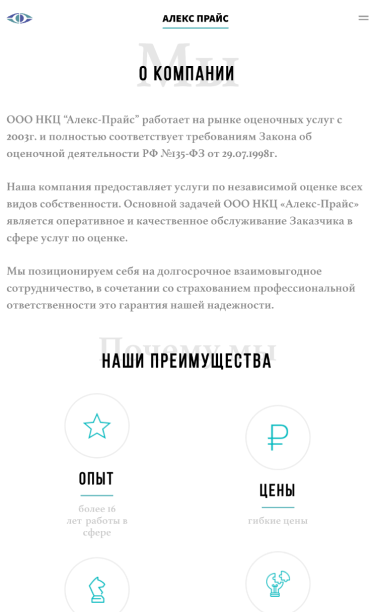 АЛЕКС ПРАЙС
Мы
О КОМПАНИИ
ООО НКЦ “Алекс-Прайс” работает на рынке оценочных услуг с
2003г. и полностью соответствует требованиям Закона об
оценочной деятельности РФ №135-ФЗ от 29.07.1998г.
Наша компания предоставляет услуги по независимой оценке всех
видов собственности. Основной задачей ООО НКЦ «Алекс-Прайс»
является оперативное и качественное обслуживание Заказчика в
сфере услуг по оценке.
Мы позиционируем себя на долгосрочное взаимовыгодное
сотрудничество, в сочетании со страхованием профессиональной
ответственности это гарантия нашей надежности.
Почему мы
НАШИ ПРЕИМУЩЕСТВА
ОПЫТ
более 16
лет работы в
сфере
ЦЕНЫ
гибкие цены